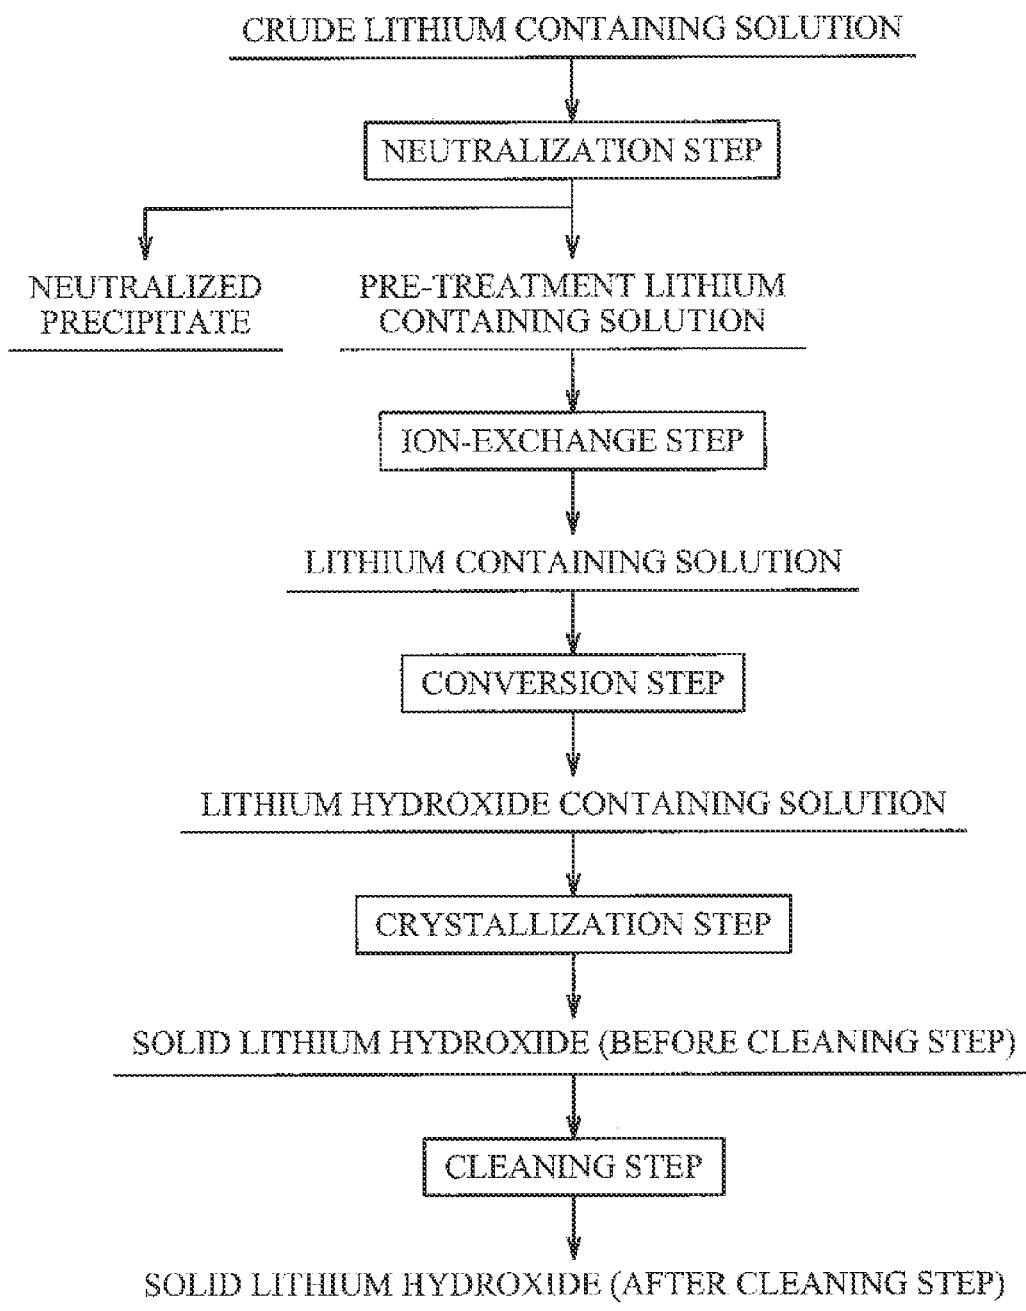 CRUDE LITHIUM CONTAINING SOLUTION
NEUTRALIZATION STEP
NEUTRALIZED
PRECIPITATE
PRE-TREATMENT LITHIUM
CONTAINING SOLUTION
ION-EXCHANGE STEP
LITHIUM CONTAINING SOLUTION
CONVERSION STEP
LITHIUM HYDROXIDE CONTAINING SOLUTION
CRYSTALLIZATION STEP
SOLID LITHIUM HYDROXIDE (BEFORE CLEANING STEP)
CLEANING STEP
SOLID LITHIUM HYDROXIDE (AFTER CLEANING STEP)